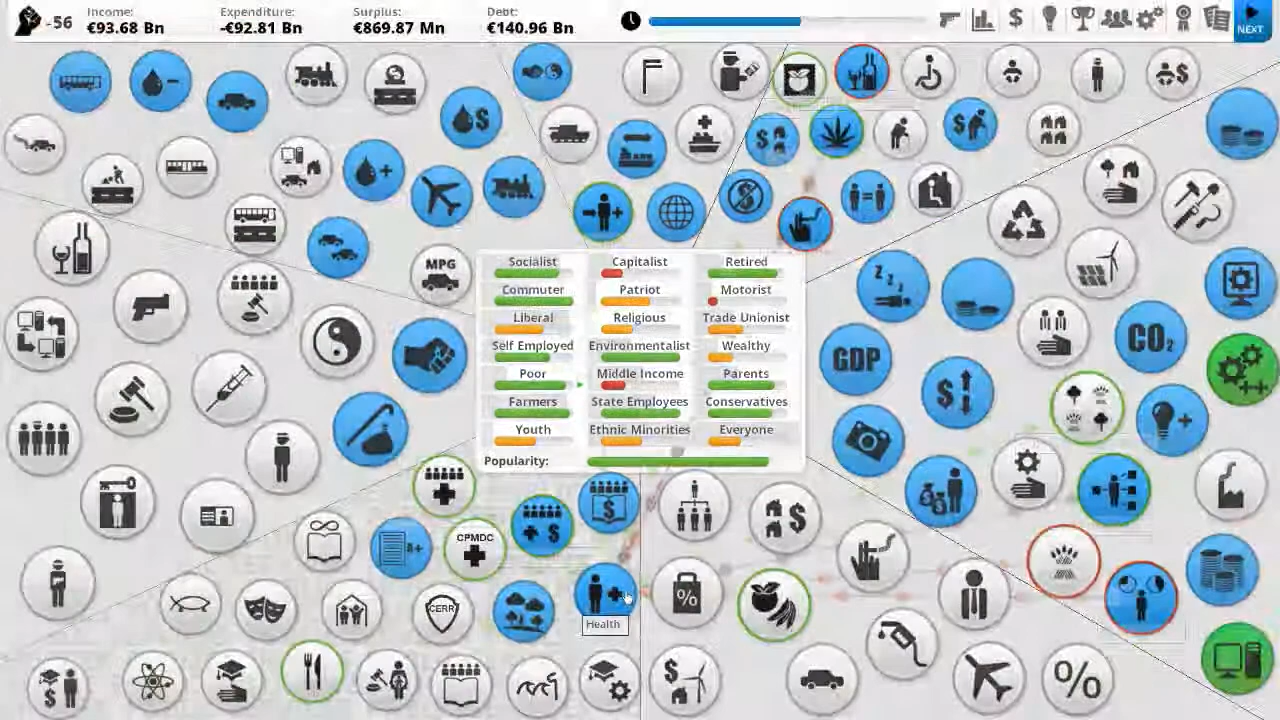 -56
Income: Expenditure: Surplus: Debt:
€93.68 Bn -€92.81 Bn €869.87 Mn €140.96 Bn
NEXT
MPG
Socialist Capitalist Retired
Commuter Patriot Motorist
Liberal Religious Trade Unionist
Self Employed Environmentalist Wealthy
Poor Middle Income Parents
Farmers State Employees Conservatives
Youth Ethnic Minorities Everyone
Popularity:
GDP
CO₂
CPMDC
8+
CERR
Health